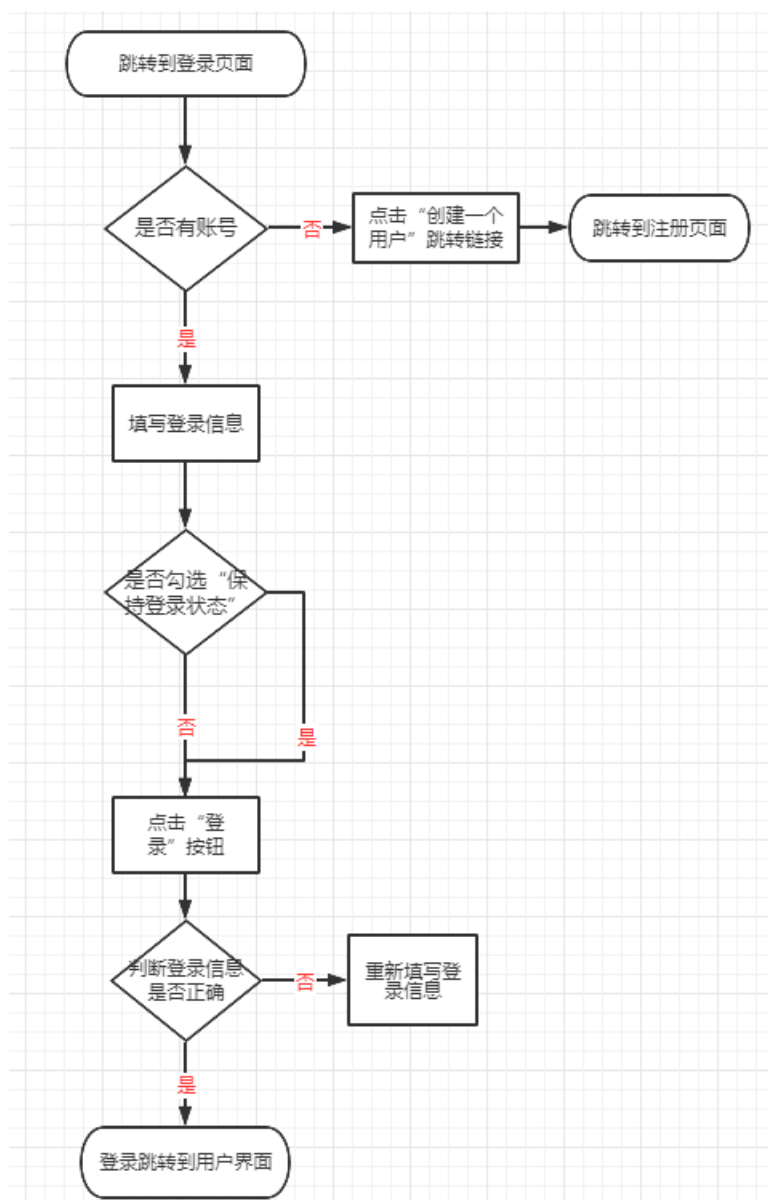 跳转到登录页面
是否有账号
否
点击“创建一个
用户”跳转链接
跳转到注册页面
是
填写登录信息
是否勾选“保
持登录状态”
否
是
点击“登
录”按钮
判断登录信息
是否正确
否
重新填写登
录信息
是
登录跳转到用户界面